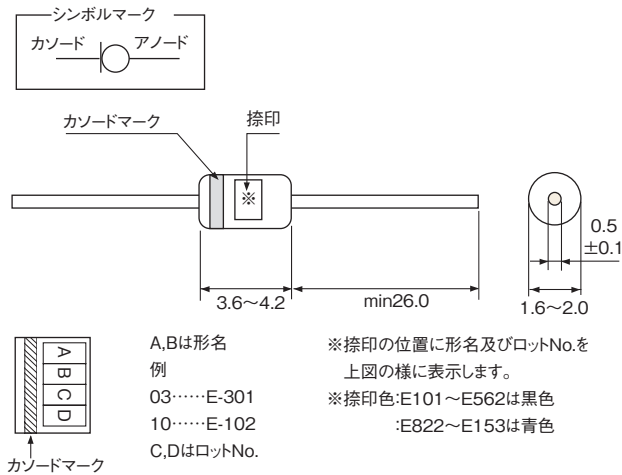 シンボルマーク
カソード アノード
カソードマーク
捺印
※
0.5
±0.1
3.6～4.2
min26.0
1.6～2.0
A
B
C
D
カソードマーク
A,Bは形名
例
03……E-301
10……E-102
C,DはロットNo.
※捺印の位置に形名及びロットNo.を
上図の様に表示します。
※捺印色:E101～E562は黒色
:E822～E153は青色